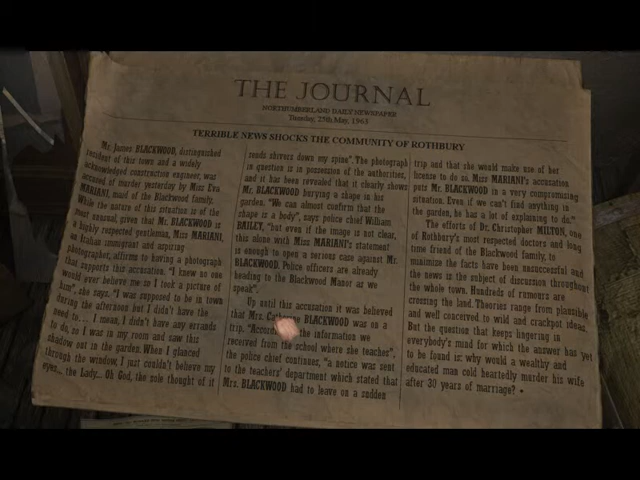 THE JOURNAL
NORTHUMBERLAND DAILY NEWSPAPER
Tuesday, 25th May, 1965
TERRIBLE NEWS SHOCKS THE COMMUNITY OF ROTHBURY
Mr. James BLACKWOOD, distinguished
resident of this town and a widely
acknowledged construction engineer, was
accused of murder yesterday by Miss Eva
MARIANI, maid of the Blackwood family.
While the nature of this situation is of the
most unusual, given that Mr. BLACKWOOD is
a highly respected gentleman, Miss MARIANI,
an Italian immigrant and aspiring
photographer, affirms to having a photograph
that supports this accusation. "I knew no one
would ever believe me so I took a picture of
him", she says. "I was supposed to be in town
during the afternoon but I didn't have the
need to... I mean, I didn't have any errands
to do, so I was in my room and saw this
shadow out in the garden. When I glanced
through the window, I just couldn't believe my
eyes... the Lady... Oh God, the sole thought of it
sends shivers down my spine". The photograph
in question is in possession of the authorities,
and it has been revealed that it clearly shows
Mr. BLACKWOOD burying a shape in his
garden. "We can almost confirm that the
shape is a body", says police chief William
BAILEY, "but even if the image is not clear,
this along with Miss MARIANI's statement
is enough to open a serious case against Mr.
BLACKWOOD. Police officers are already
heading to the Blackwood Manor as we
speak".
Up until this accusation it was believed
that Mrs. BLACKWOOD was on a
trip. the information we
received from the school where she teaches",
the police chief continues, "a notice was sent
to the teachers' department which stated that
Mrs. BLACKWOOD had to leave on a sudden
trip and that she would make use of her
licence to do so. Miss MARIANI's accusation
puts Mr. BLACKWOOD in a very compromising
situation. Even if we can't find anything in
the garden, he has a lot of explaining to do."
The efforts of Dr. Christopher MILTON, one
of Rothbury's most respected doctors and long
time friend of the Blackwood family, to
minimize the facts have been unsuccessful and
the news is the subject of discussion throughout
the whole town. Hundreds of rumours are
crossing the land. Theories range from plausible
and well conceived to wild and crackpot ideas.
But the question that keeps lingering in
everybody's mind for which the answer has yet
to be found is: why would a wealthy and
educated man cold heartedly murder his wife
after 30 years of marriage? •